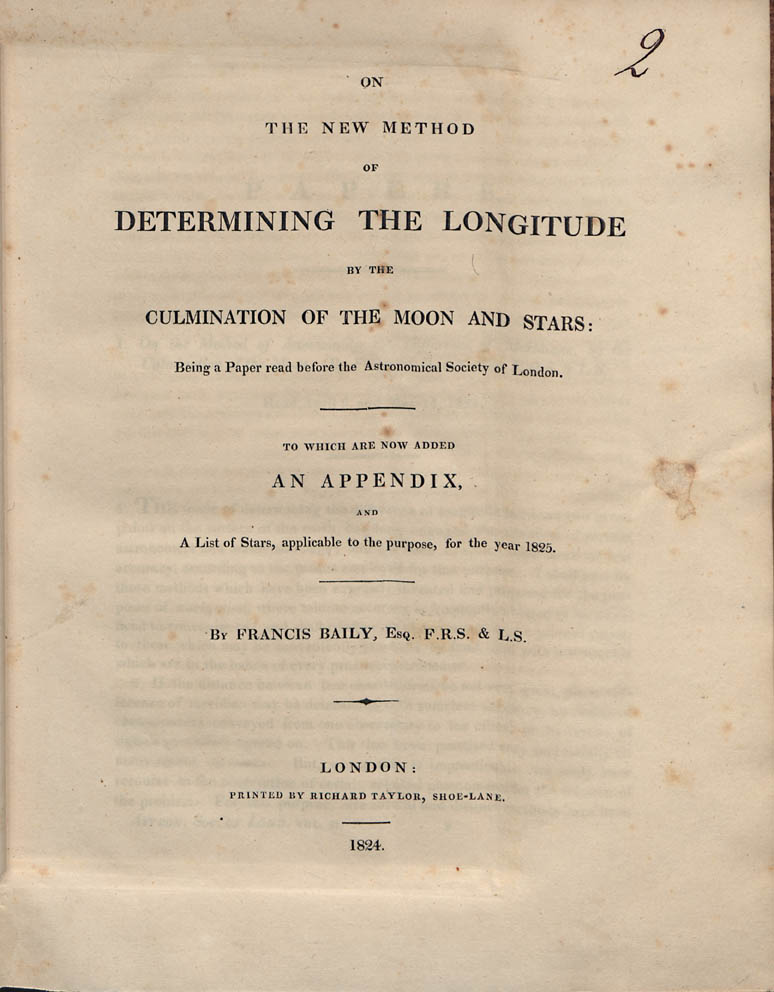 2
ON
THE NEW METHOD
OF
DETERMINING THE LONGITUDE
BY THE
CULMINATION OF THE MOON AND STARS:
Being a Paper read before the Astronomical Society of London.
TO WHICH ARE NOW ADDED
AN APPENDIX,
AND
A List of Stars, applicable to the purpose, for the year 1825.
By FRANCIS BAILY, Esq. F.R.S. & L.S.
LONDON:
PRINTED BY RICHARD TAYLOR, SHOE-LANE.
1824.